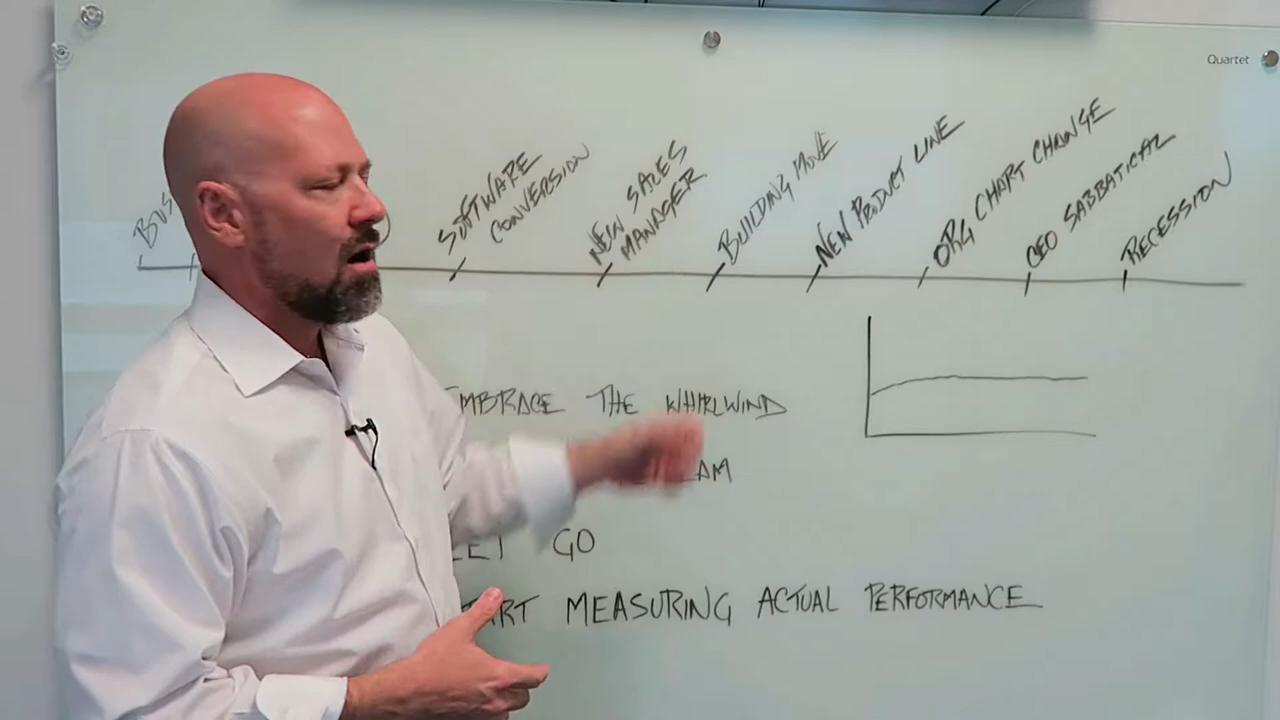 Quartet
SOFTWARE
CONVERSION
NEW SALES
MANAGER
BUILDING MOVE
NEW PRODUCT LINE
ORG CHART CHANGE
CEO SABBATICAL
RECESSION
EMBRACE THE WHIRLWIND
GO
MEASURING ACTUAL PERFORMANCE